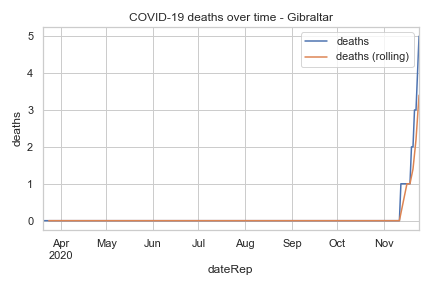 COVID-19 deaths over time - Gibraltar
deaths
deaths (rolling)
deaths
5
4
3
2
1
0
Apr May Jun Jul Aug Sep Oct Nov
2020
dateRep